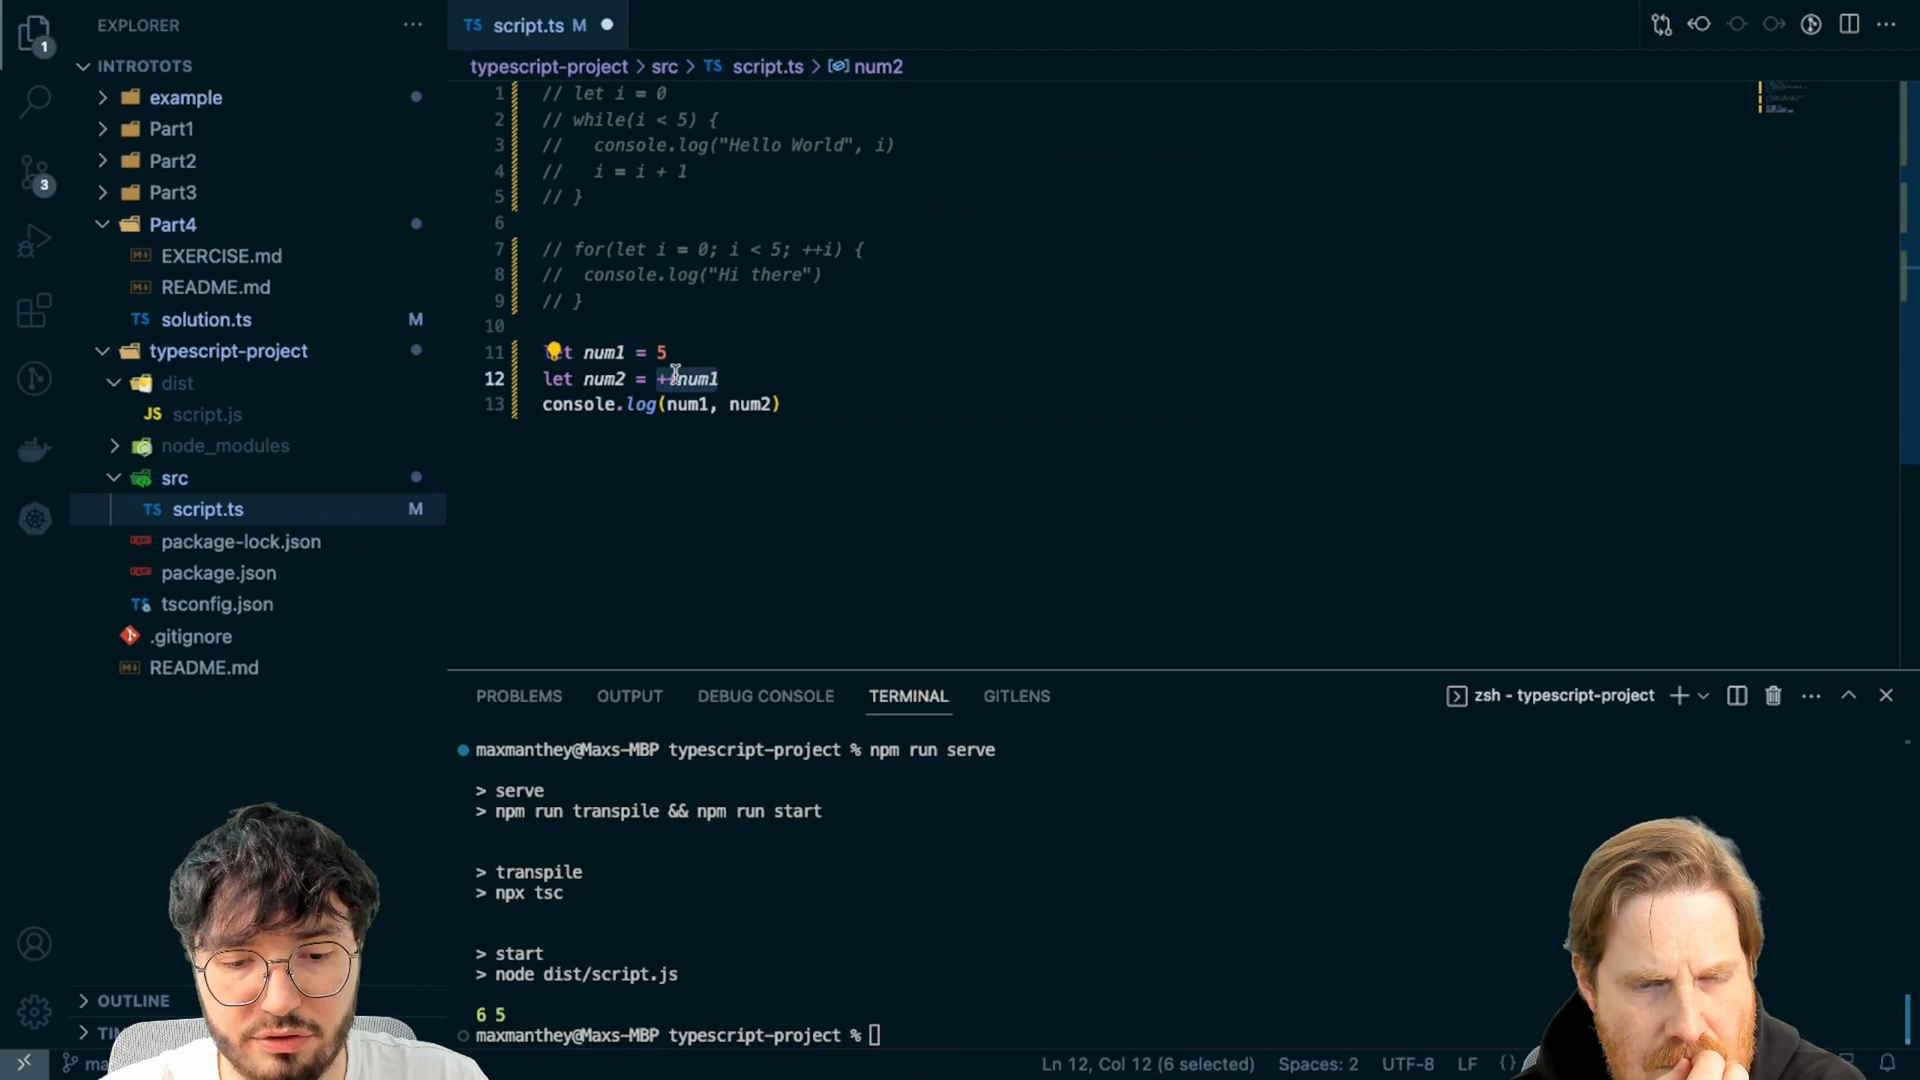 1
EXPLORER
TS script.ts M
INTROTOTS
typescript-project > src > TS script.ts > num2
example
Part1
Part2
3
Part3
Part4
EXERCISE.md
README.md
TS solution.ts M
typescript-project
dist
JS script.js
node_modules
src
TS script.ts M
package-lock.json
package.json
tsconfig.json
.gitignore
README.md
OUTLINE
1 // let i = 0
2 // while(i < 5) {
3 //   console.log("Hello World", i)
4 //   i = i + 1
5 // }
6
7 // for(let i = 0; i < 5; ++i) {
8 //  console.log("Hi there")
9 // }
10
11 let num1 = 5
12 let num2 = ++num1
13 console.log(num1, num2)
PROBLEMS OUTPUT DEBUG CONSOLE TERMINAL GITLENS
zsh - typescript-project
maxmanthey@Maxs-MBP typescript-project % npm run serve
> serve
> npm run transpile && npm run start
> transpile
> npx tsc
> start
> node dist/script.js
6 5
maxmanthey@Maxs-MBP typescript-project %
Ln 12, Col 12 (6 selected) Spaces: 2 UTF-8 LF {}